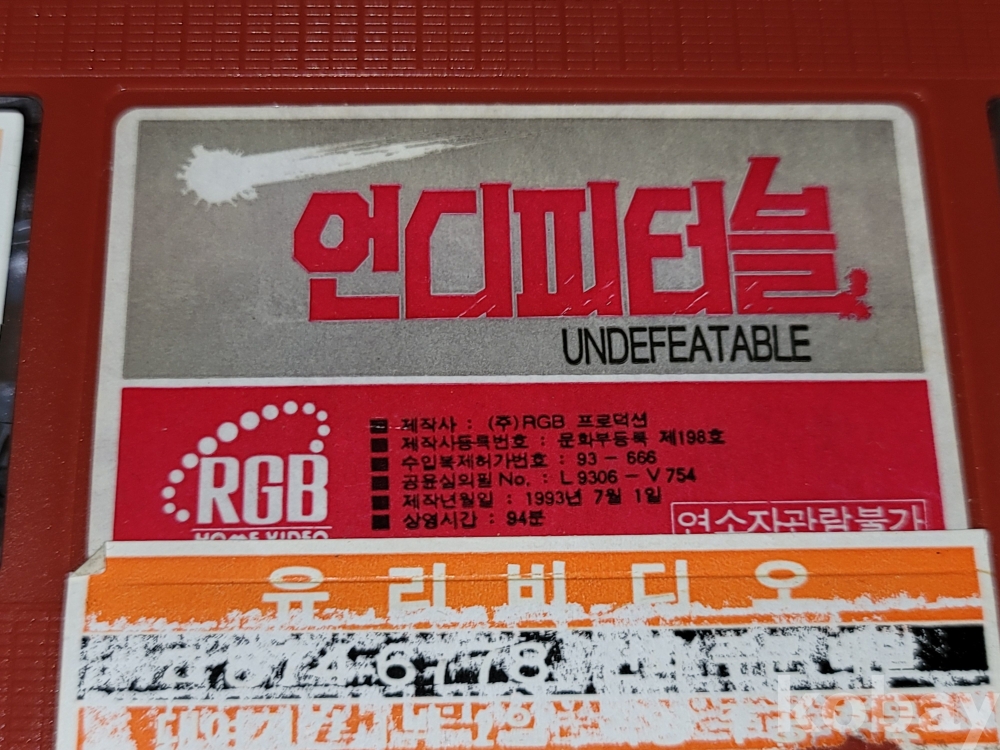 언디피터블
UNDEFEATABLE
RGB
HOME VIDEO
■ 제작사 : (주)RGB 프로덕션
■ 제작사등록번호 : 문화부등록 제198호
■ 수입복제허가번호 : 93 - 666
■ 공윤심의필 No. : L 9306 - V 754
■ 제작년월일 : 1993년 7월 1일
■ 상영시간 : 94분
연소자관람불가
유리비디오